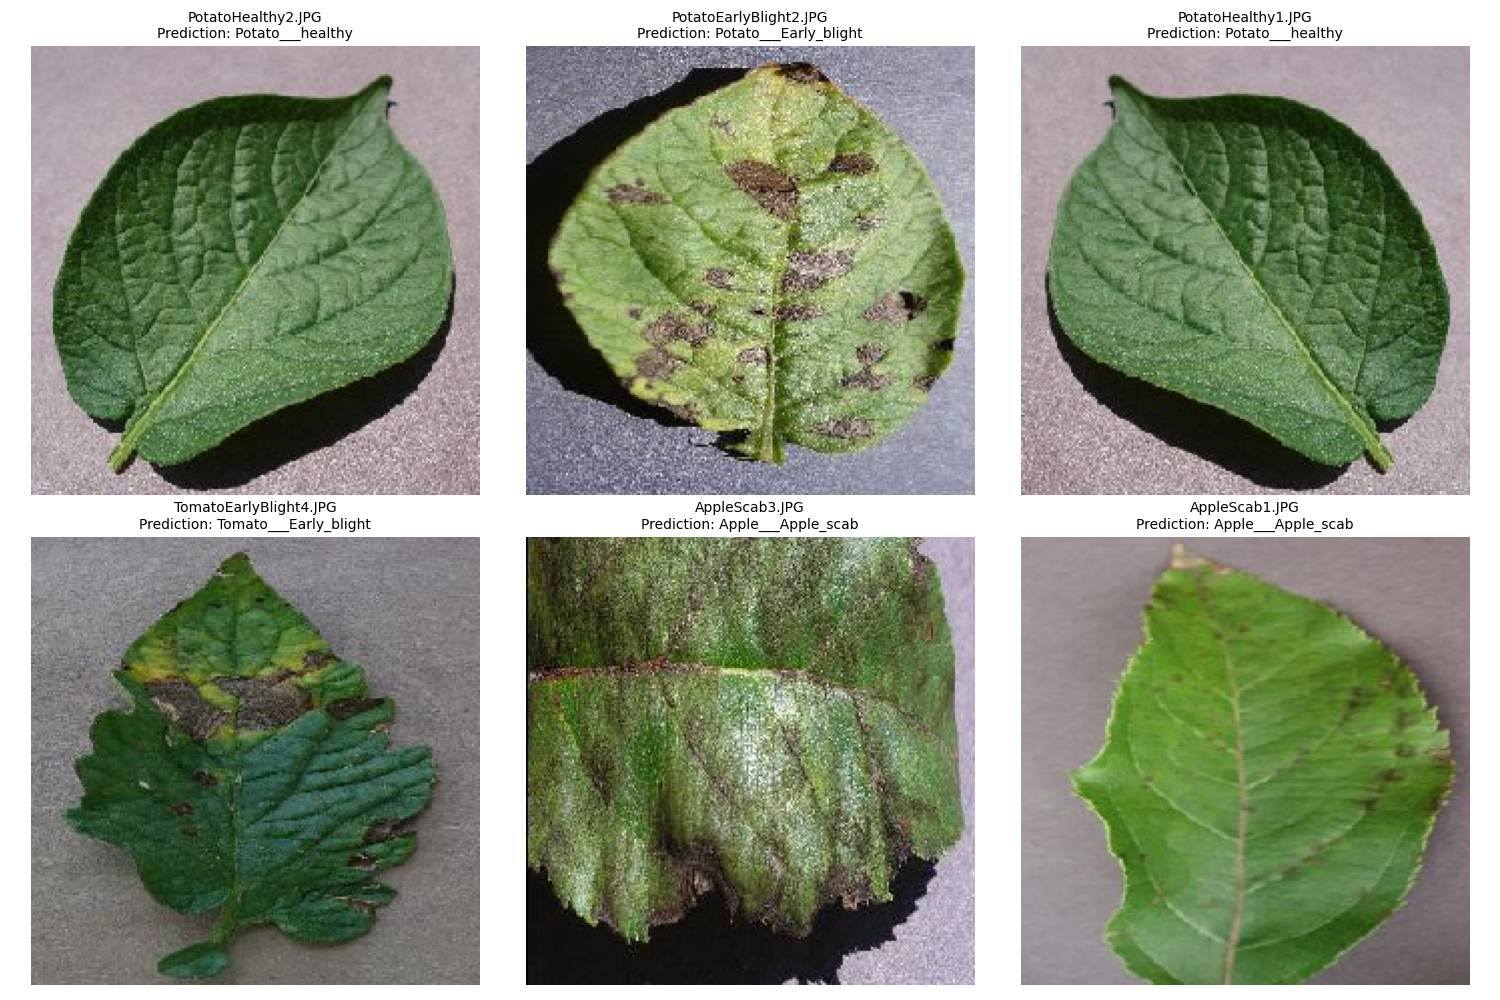 PotatoHealthy2.JPG
Prediction: Potato___healthy
PotatoEarlyBlight2.JPG
Prediction: Potato___Early_blight
PotatoHealthy1.JPG
Prediction: Potato___healthy
TomatoEarlyBlight4.JPG
Prediction: Tomato___Early_blight
AppleScab3.JPG
Prediction: Apple___Apple_scab
AppleScab1.JPG
Prediction: Apple___Apple_scab